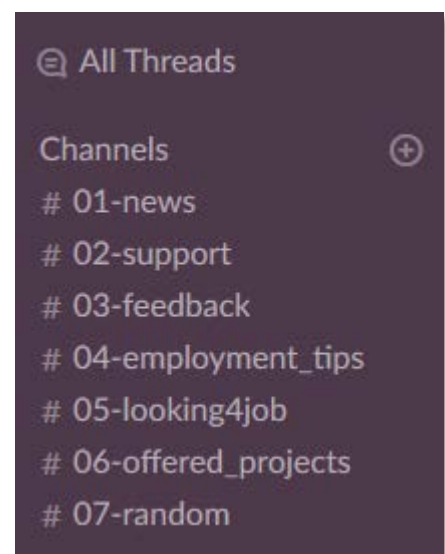 All Threads
Channels
# 01-news
# 02-support
# 03-feedback
# 04-employment_tips
# 05-looking4job
# 06-offered_projects
# 07-random